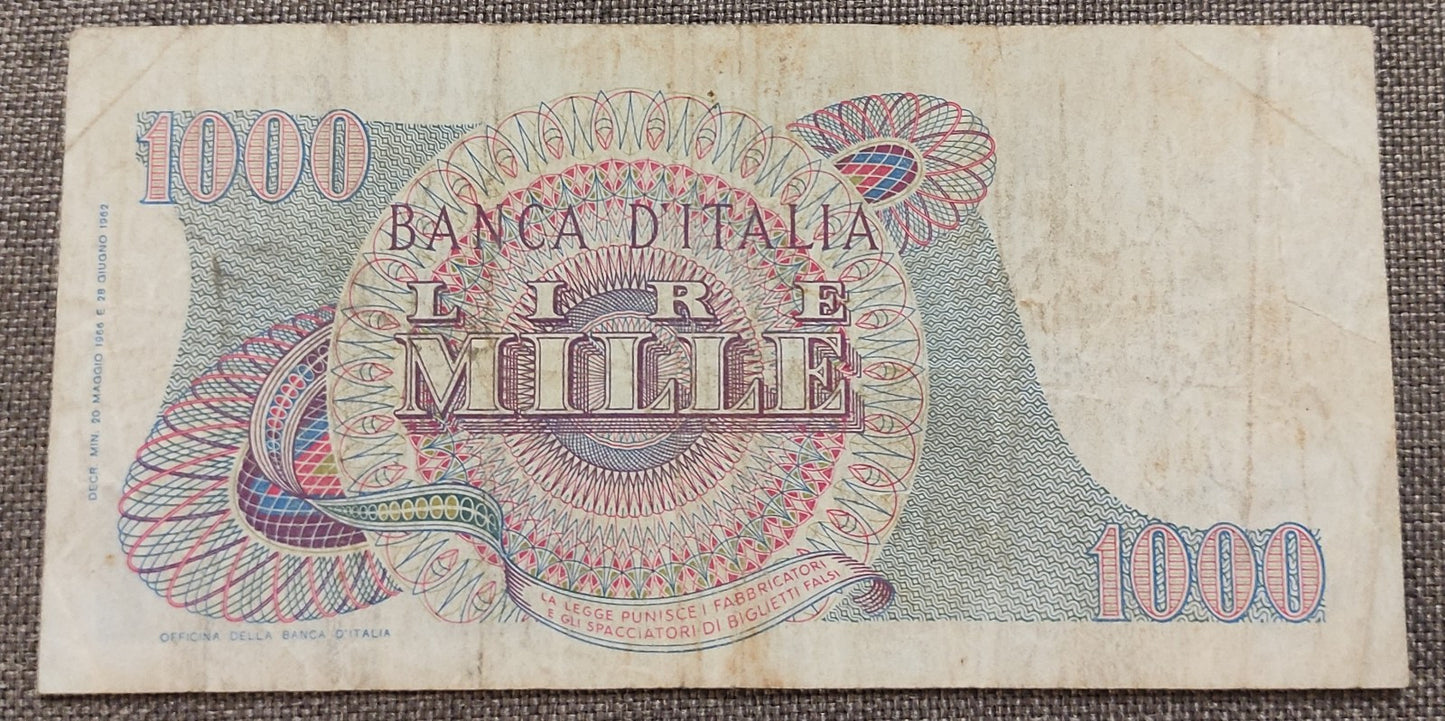 1000
BANCA D'ITALIA
LIRE
MILLE
DECR. MIN. 20 MAGGIO 1966 E 28 GIUGNO 1962
LA LEGGE PUNISCE I FABBRICATORI
E GLI SPACCIATORI DI BIGLIETTI FALSI
1000
OFFICINA DELLA BANCA D'ITALIA